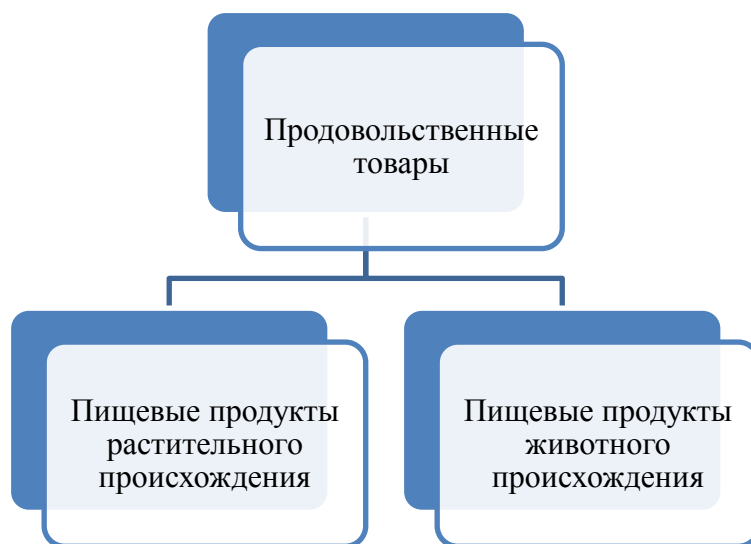 Продовольственные
товары
Пищевые продукты
растительного
происхождения
Пищевые продукты
животного
происхождения